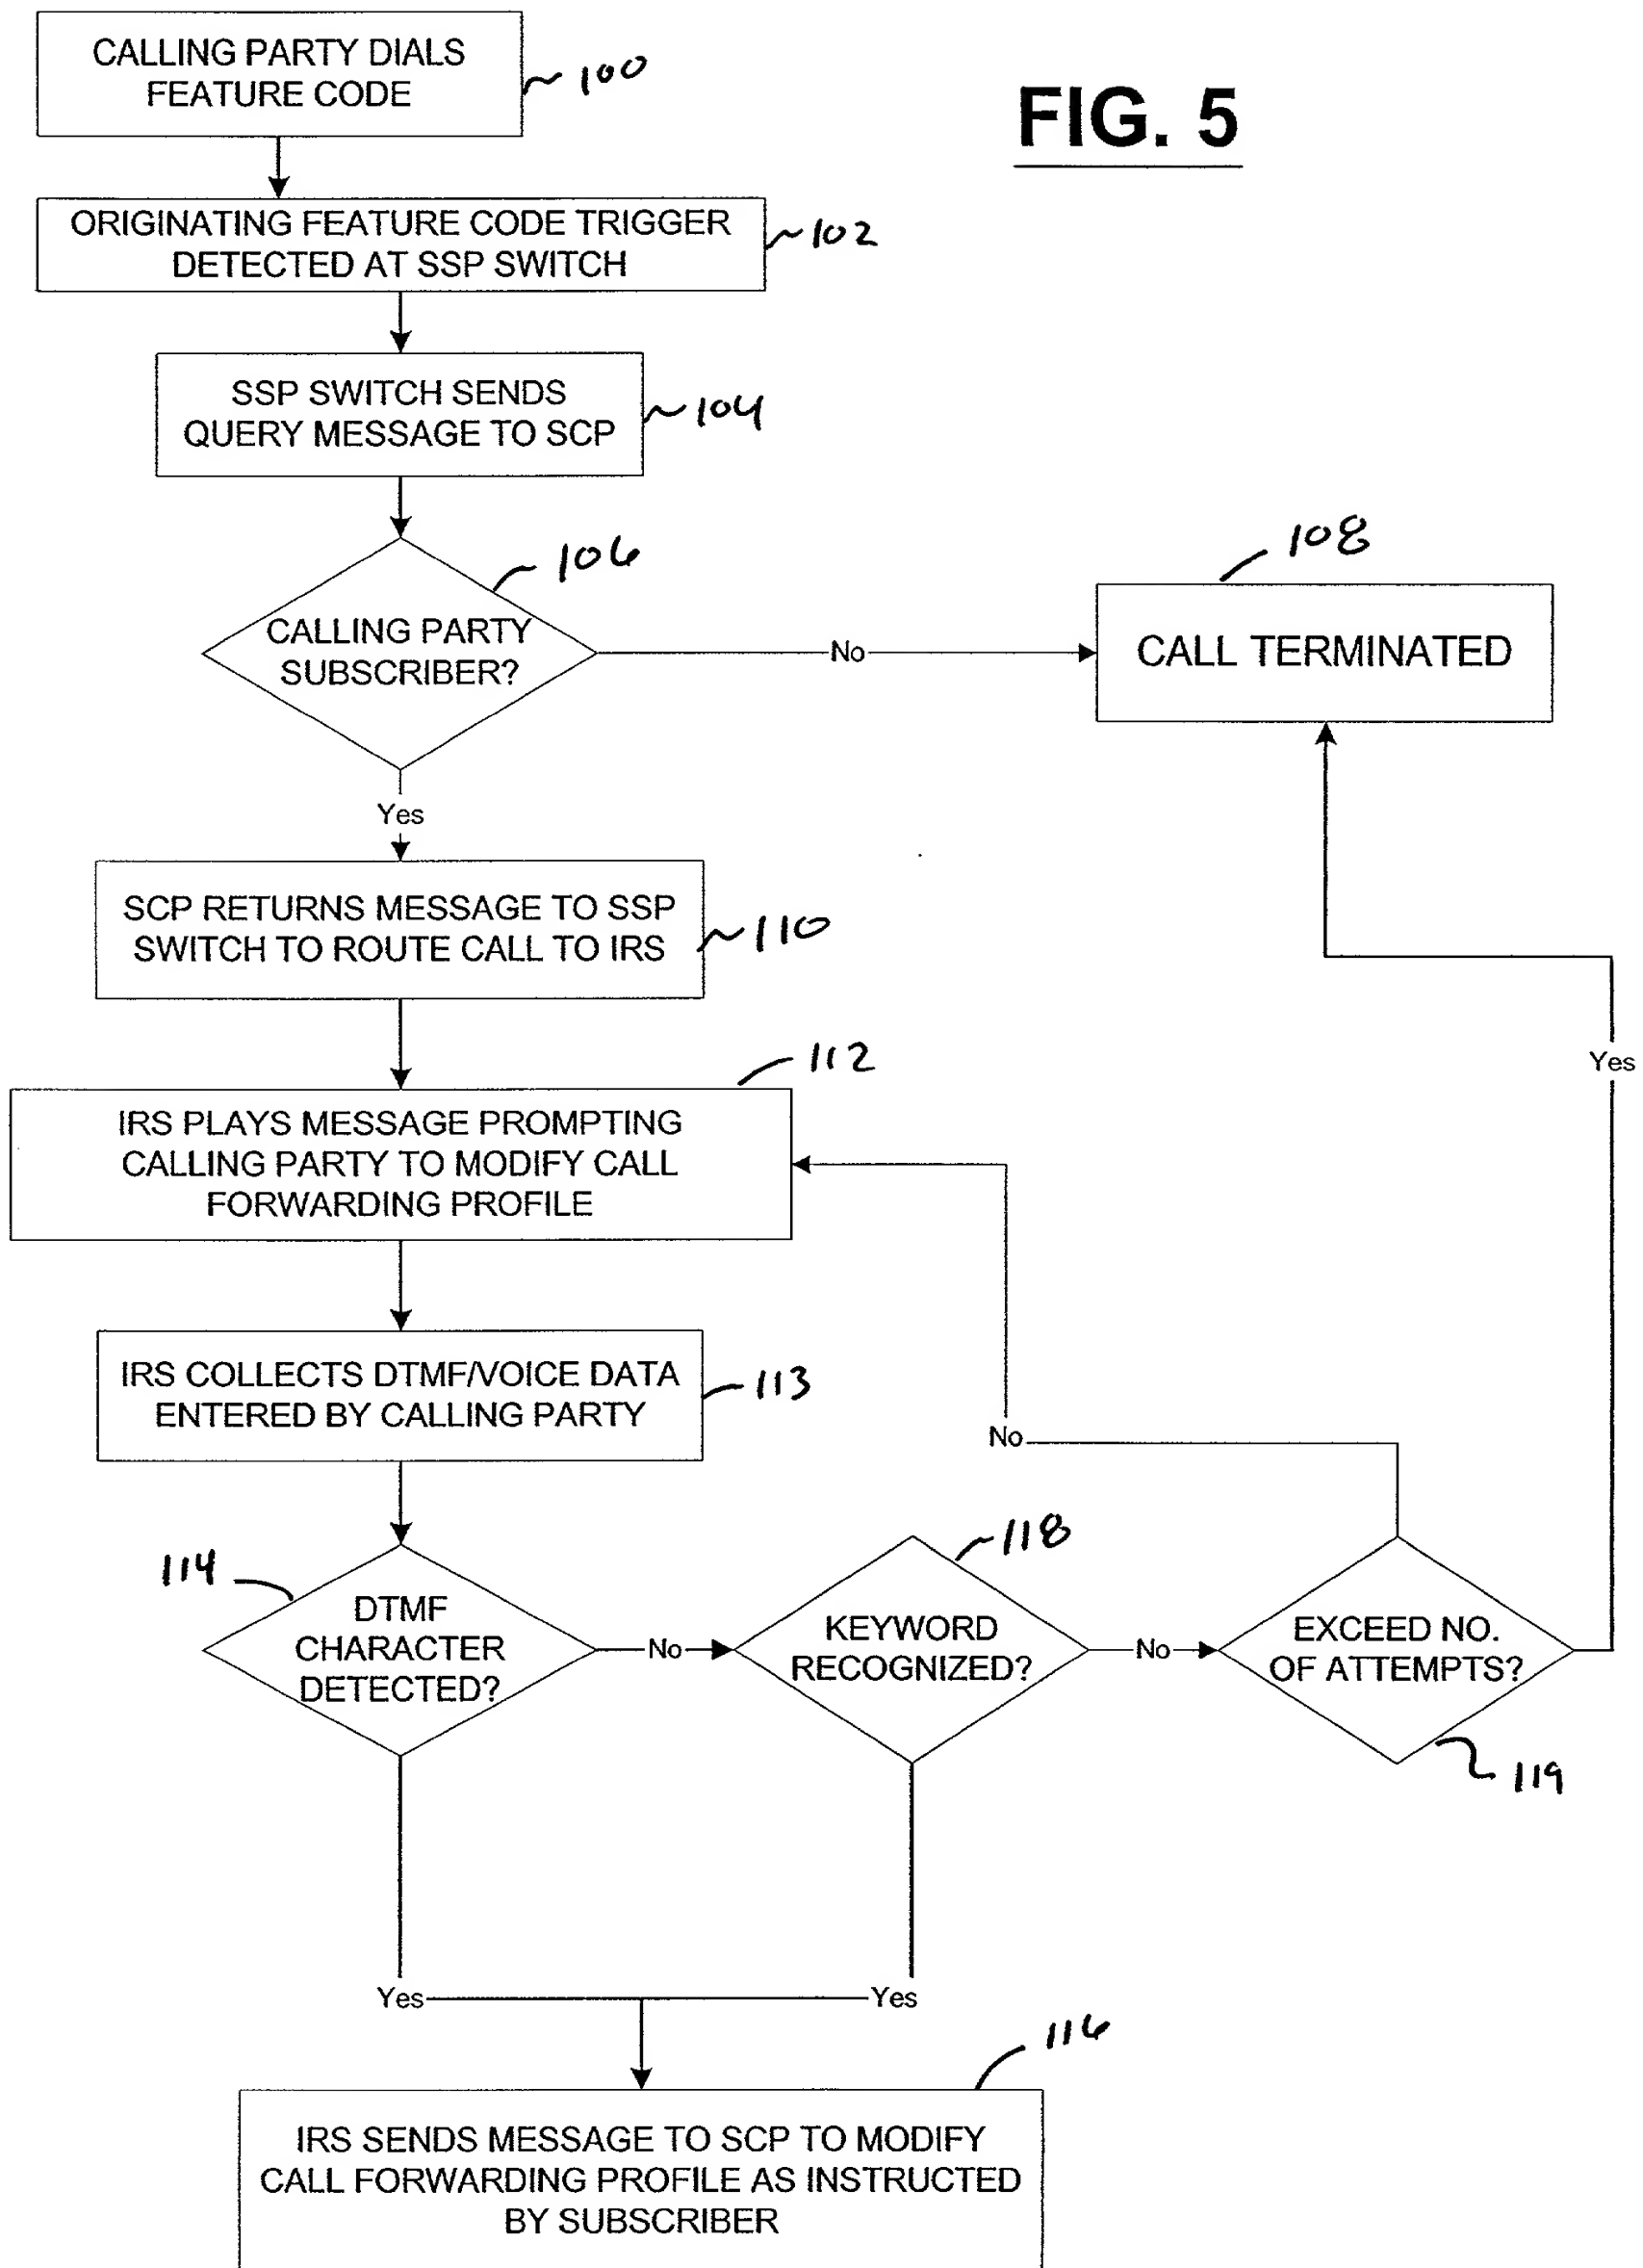 FIG. 5
CALLING PARTY DIALS
FEATURE CODE
100
ORIGINATING FEATURE CODE TRIGGER
DETECTED AT SSP SWITCH
102
SSP SWITCH SENDS
QUERY MESSAGE TO SCP
104
106
CALLING PARTY
SUBSCRIBER?
No
108
CALL TERMINATED
Yes
SCP RETURNS MESSAGE TO SSP
SWITCH TO ROUTE CALL TO IRS
110
Yes
112
IRS PLAYS MESSAGE PROMPTING
CALLING PARTY TO MODIFY CALL
FORWARDING PROFILE
IRS COLLECTS DTMF/VOICE DATA
ENTERED BY CALLING PARTY
113
No
114
DTMF
CHARACTER
DETECTED?
No
118
KEYWORD
RECOGNIZED?
No
EXCEED NO.
OF ATTEMPTS?
119
Yes
Yes
116
IRS SENDS MESSAGE TO SCP TO MODIFY
CALL FORWARDING PROFILE AS INSTRUCTED
BY SUBSCRIBER